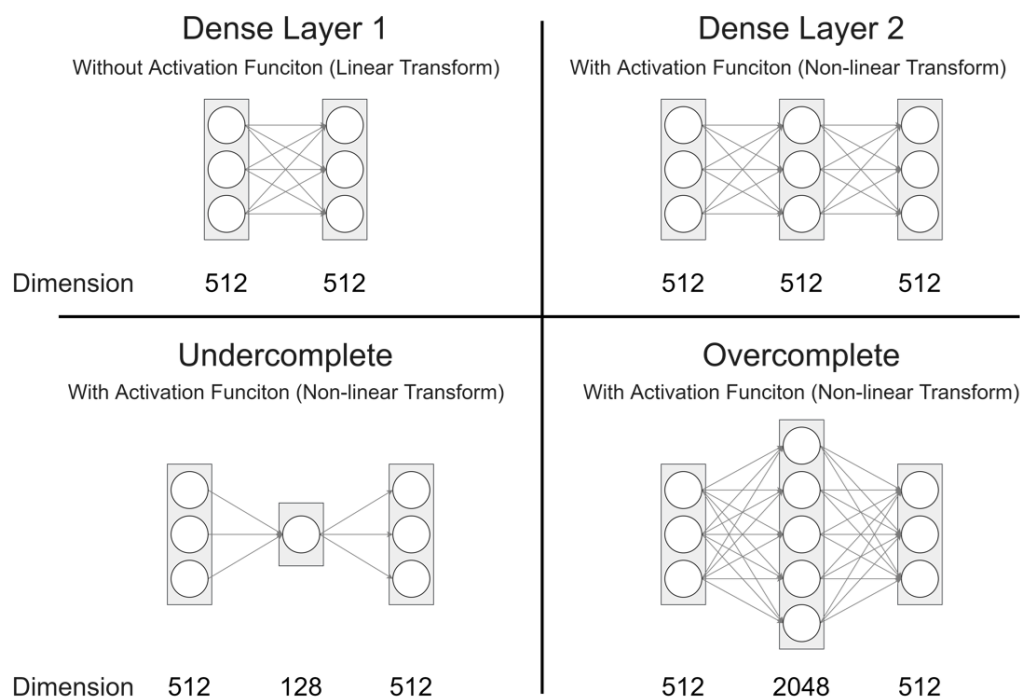 Dense Layer 1
Without Activation Funciton (Linear Transform)
Dimension 512 512
Dense Layer 2
With Activation Funciton (Non-linear Transform)
512 512 512
Undercomplete
With Activation Funciton (Non-linear Transform)
Dimension 512 128 512
Overcomplete
With Activation Funciton (Non-linear Transform)
512 2048 512